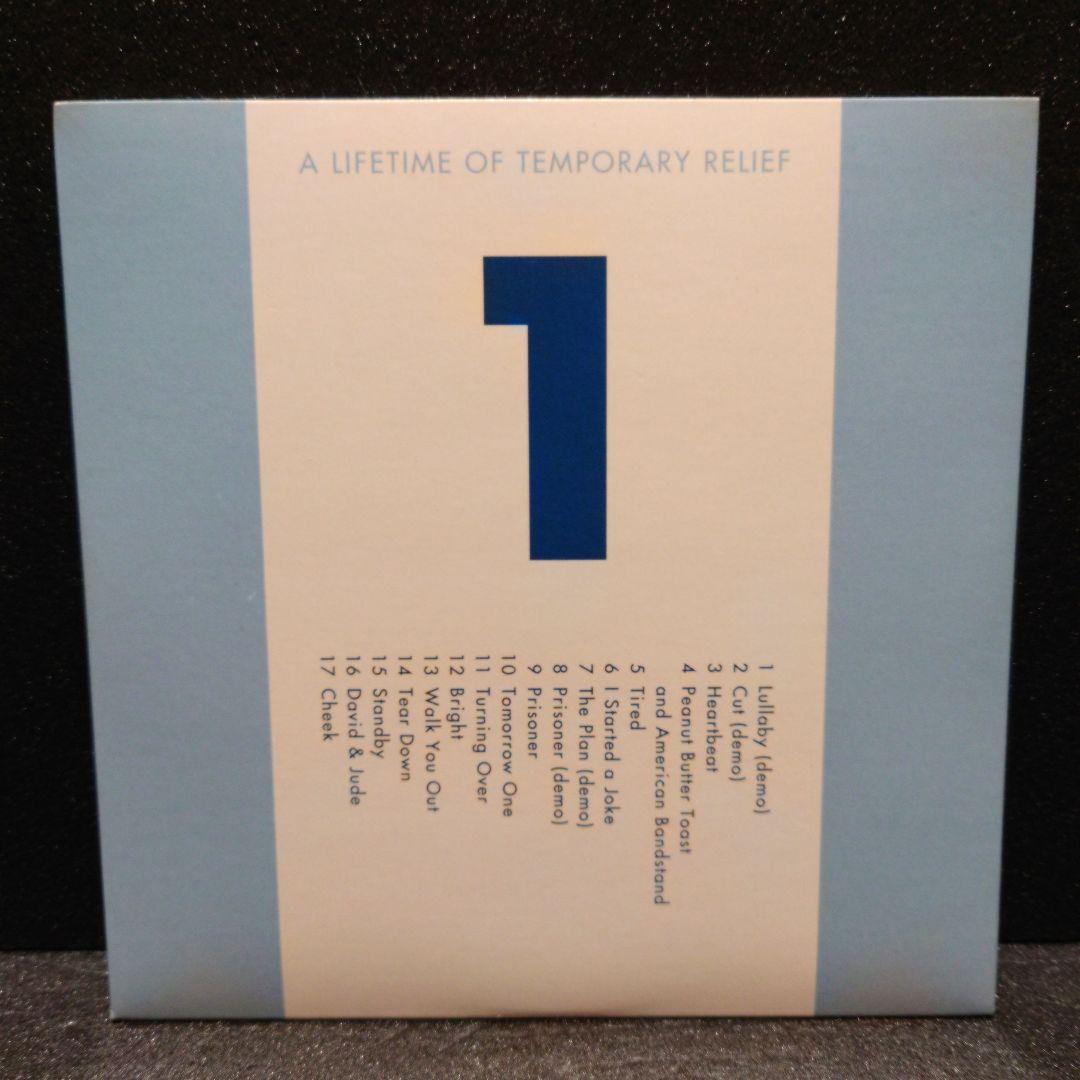 A LIFETIME OF TEMPORARY RELIEF
1
1 Lullaby (demo)
2 Cut (demo)
3 Heartbeat
4 Peanut Butter Toast
and American Bandstand
5 Tired
6 I Started a Joke
7 The Plan (demo)
8 Prisoner (demo)
9 Prisoner
10 Tomorrow One
11 Turning Over
12 Bright
13 Walk You Out
14 Tear Down
15 Standby
16 David & Jude
17 Cheek